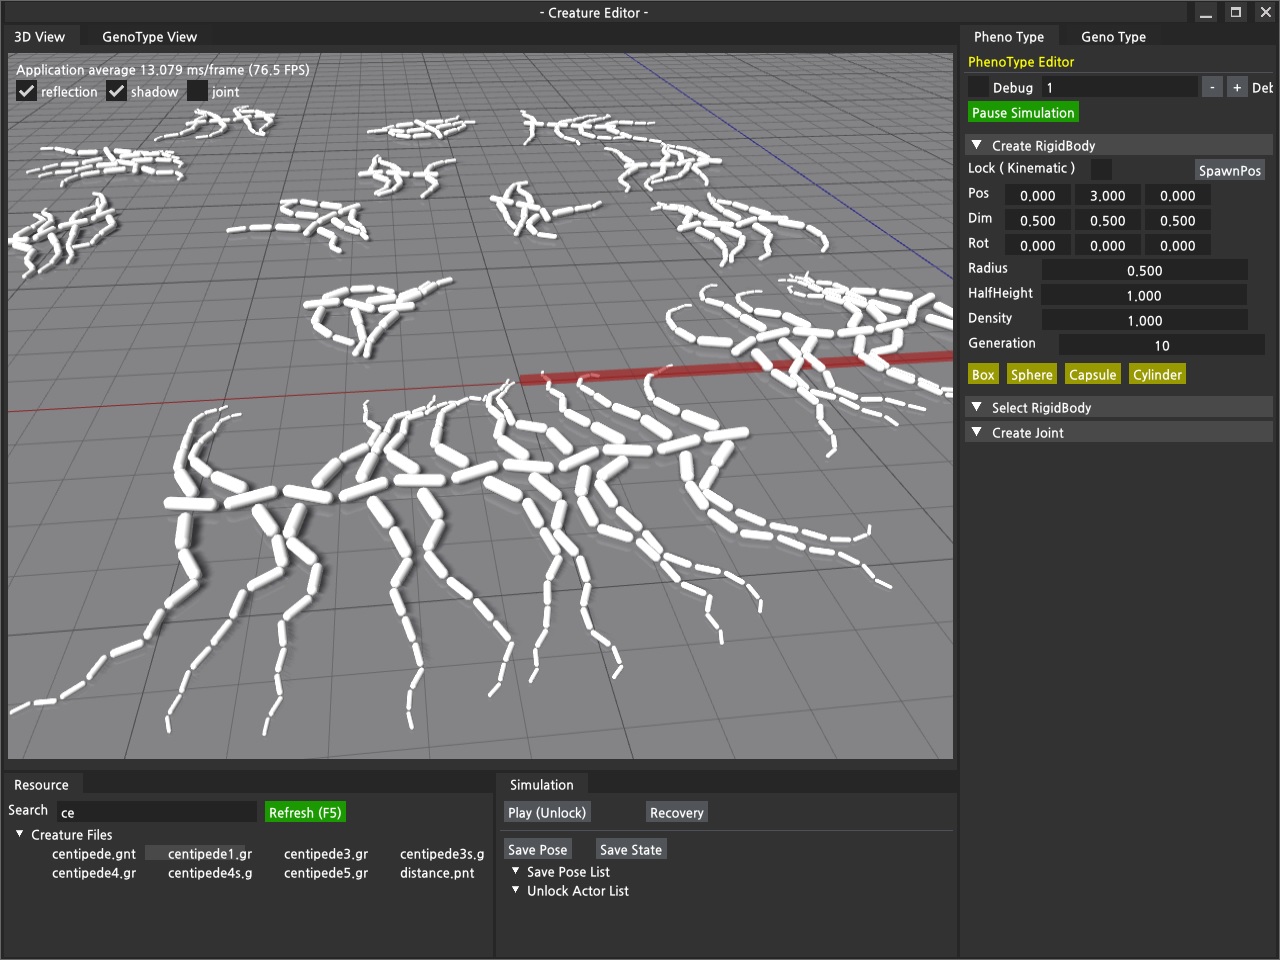 - Creature Editor -
3D View GenoType View
Application average 13.079 ms/frame (76.5 FPS)
reflection shadow joint
Pheno Type Geno Type
PhenoType Editor
Debug 1 - + Deb
Pause Simulation
Create RigidBody
Lock ( Kinematic ) SpawnPos
Pos 0.000 3.000 0.000
Dim 0.500 0.500 0.500
Rot 0.000 0.000 0.000
Radius 0.500
HalfHeight 1.000
Density 1.000
Generation 10
Box Sphere Capsule Cylinder
Select RigidBody
Create Joint
Resource
Search ce Refresh (F5)
Creature Files
centipede.gnt centipede1.gr centipede3.gr centipede3s.g
centipede4.gr centipede4s.g centipede5.gr distance.pnt
Simulation
Play (Unlock) Recovery
Save Pose Save State
Save Pose List
Unlock Actor List